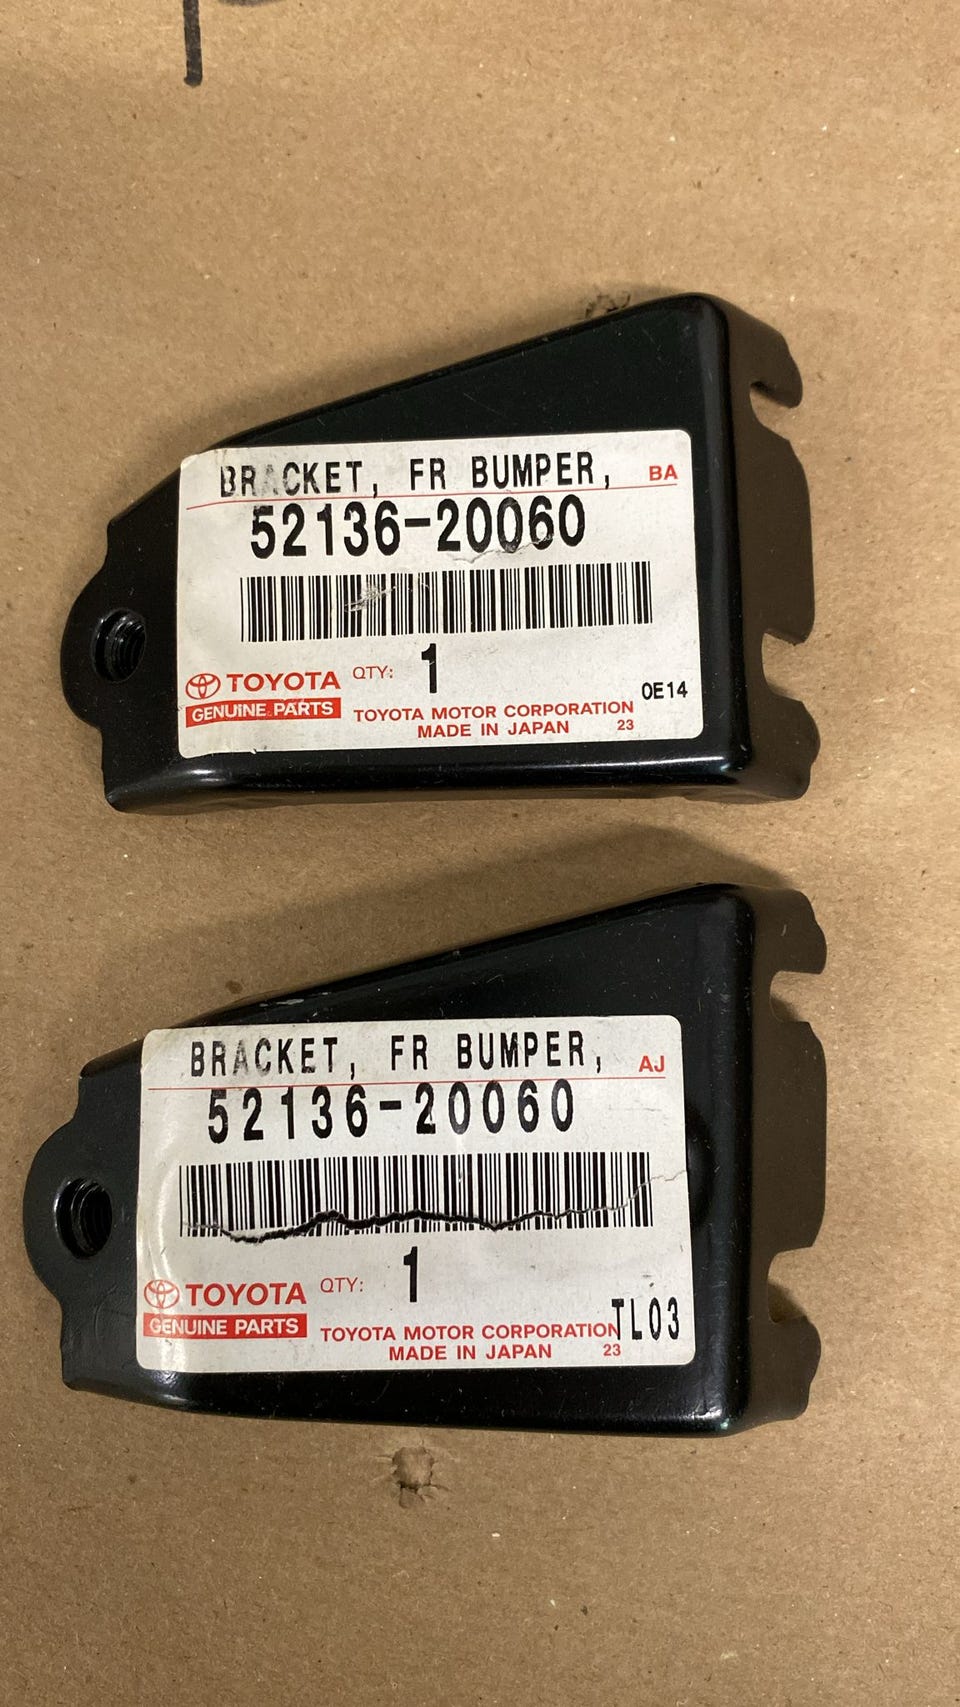 BRACKET, FR BUMPER, BA
52136-20060
QTY: 1
OE14
TOYOTA
GENUINE PARTS
TOYOTA MOTOR CORPORATION
MADE IN JAPAN 23
BRACKET, FR BUMPER, AJ
52136-20060
QTY: 1
TOYOTA
GENUINE PARTS
TOYOTA MOTOR CORPORATION TL03
MADE IN JAPAN 23